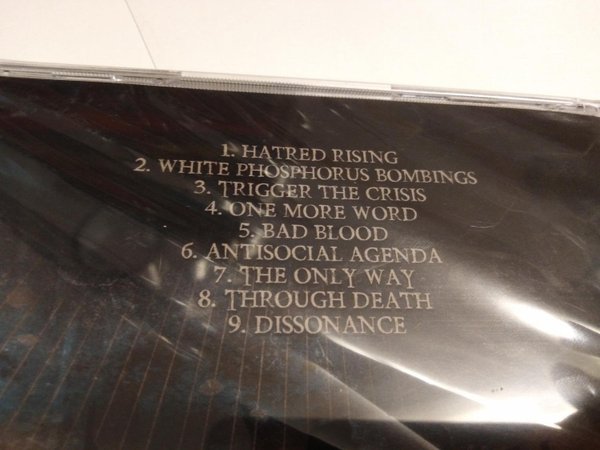 1. HATRED RISING
2. WHITE PHOSPHORUS BOMBINGS
3. TRIGGER THE CRISIS
4. ONE MORE WORD
5. BAD BLOOD
6. ANTISOCIAL AGENDA
7. THE ONLY WAY
8. THROUGH DEATH
9. DISSONANCE